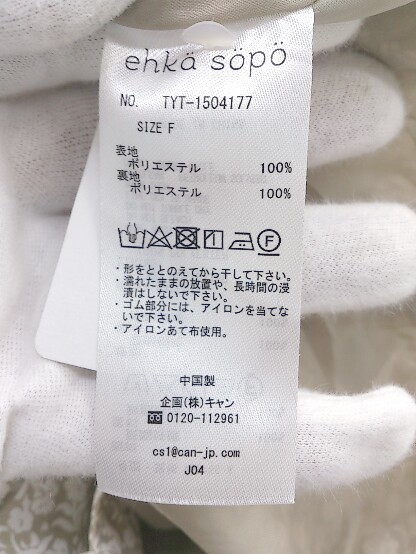 ehkä söpö
NO. TYT-1504177
SIZE F
表地
ポリエステル 100%
裏地
ポリエステル 100%
・形をととのえてから干して下さい。
・濡れたままの放置や、長時間の浸
漬はしないで下さい。
・ゴム部分には、アイロンを当てな
いで下さい。
・アイロンあて布使用。
中国製
企画(株)キャン
0120-112961
cs1@can-jp.com
J04